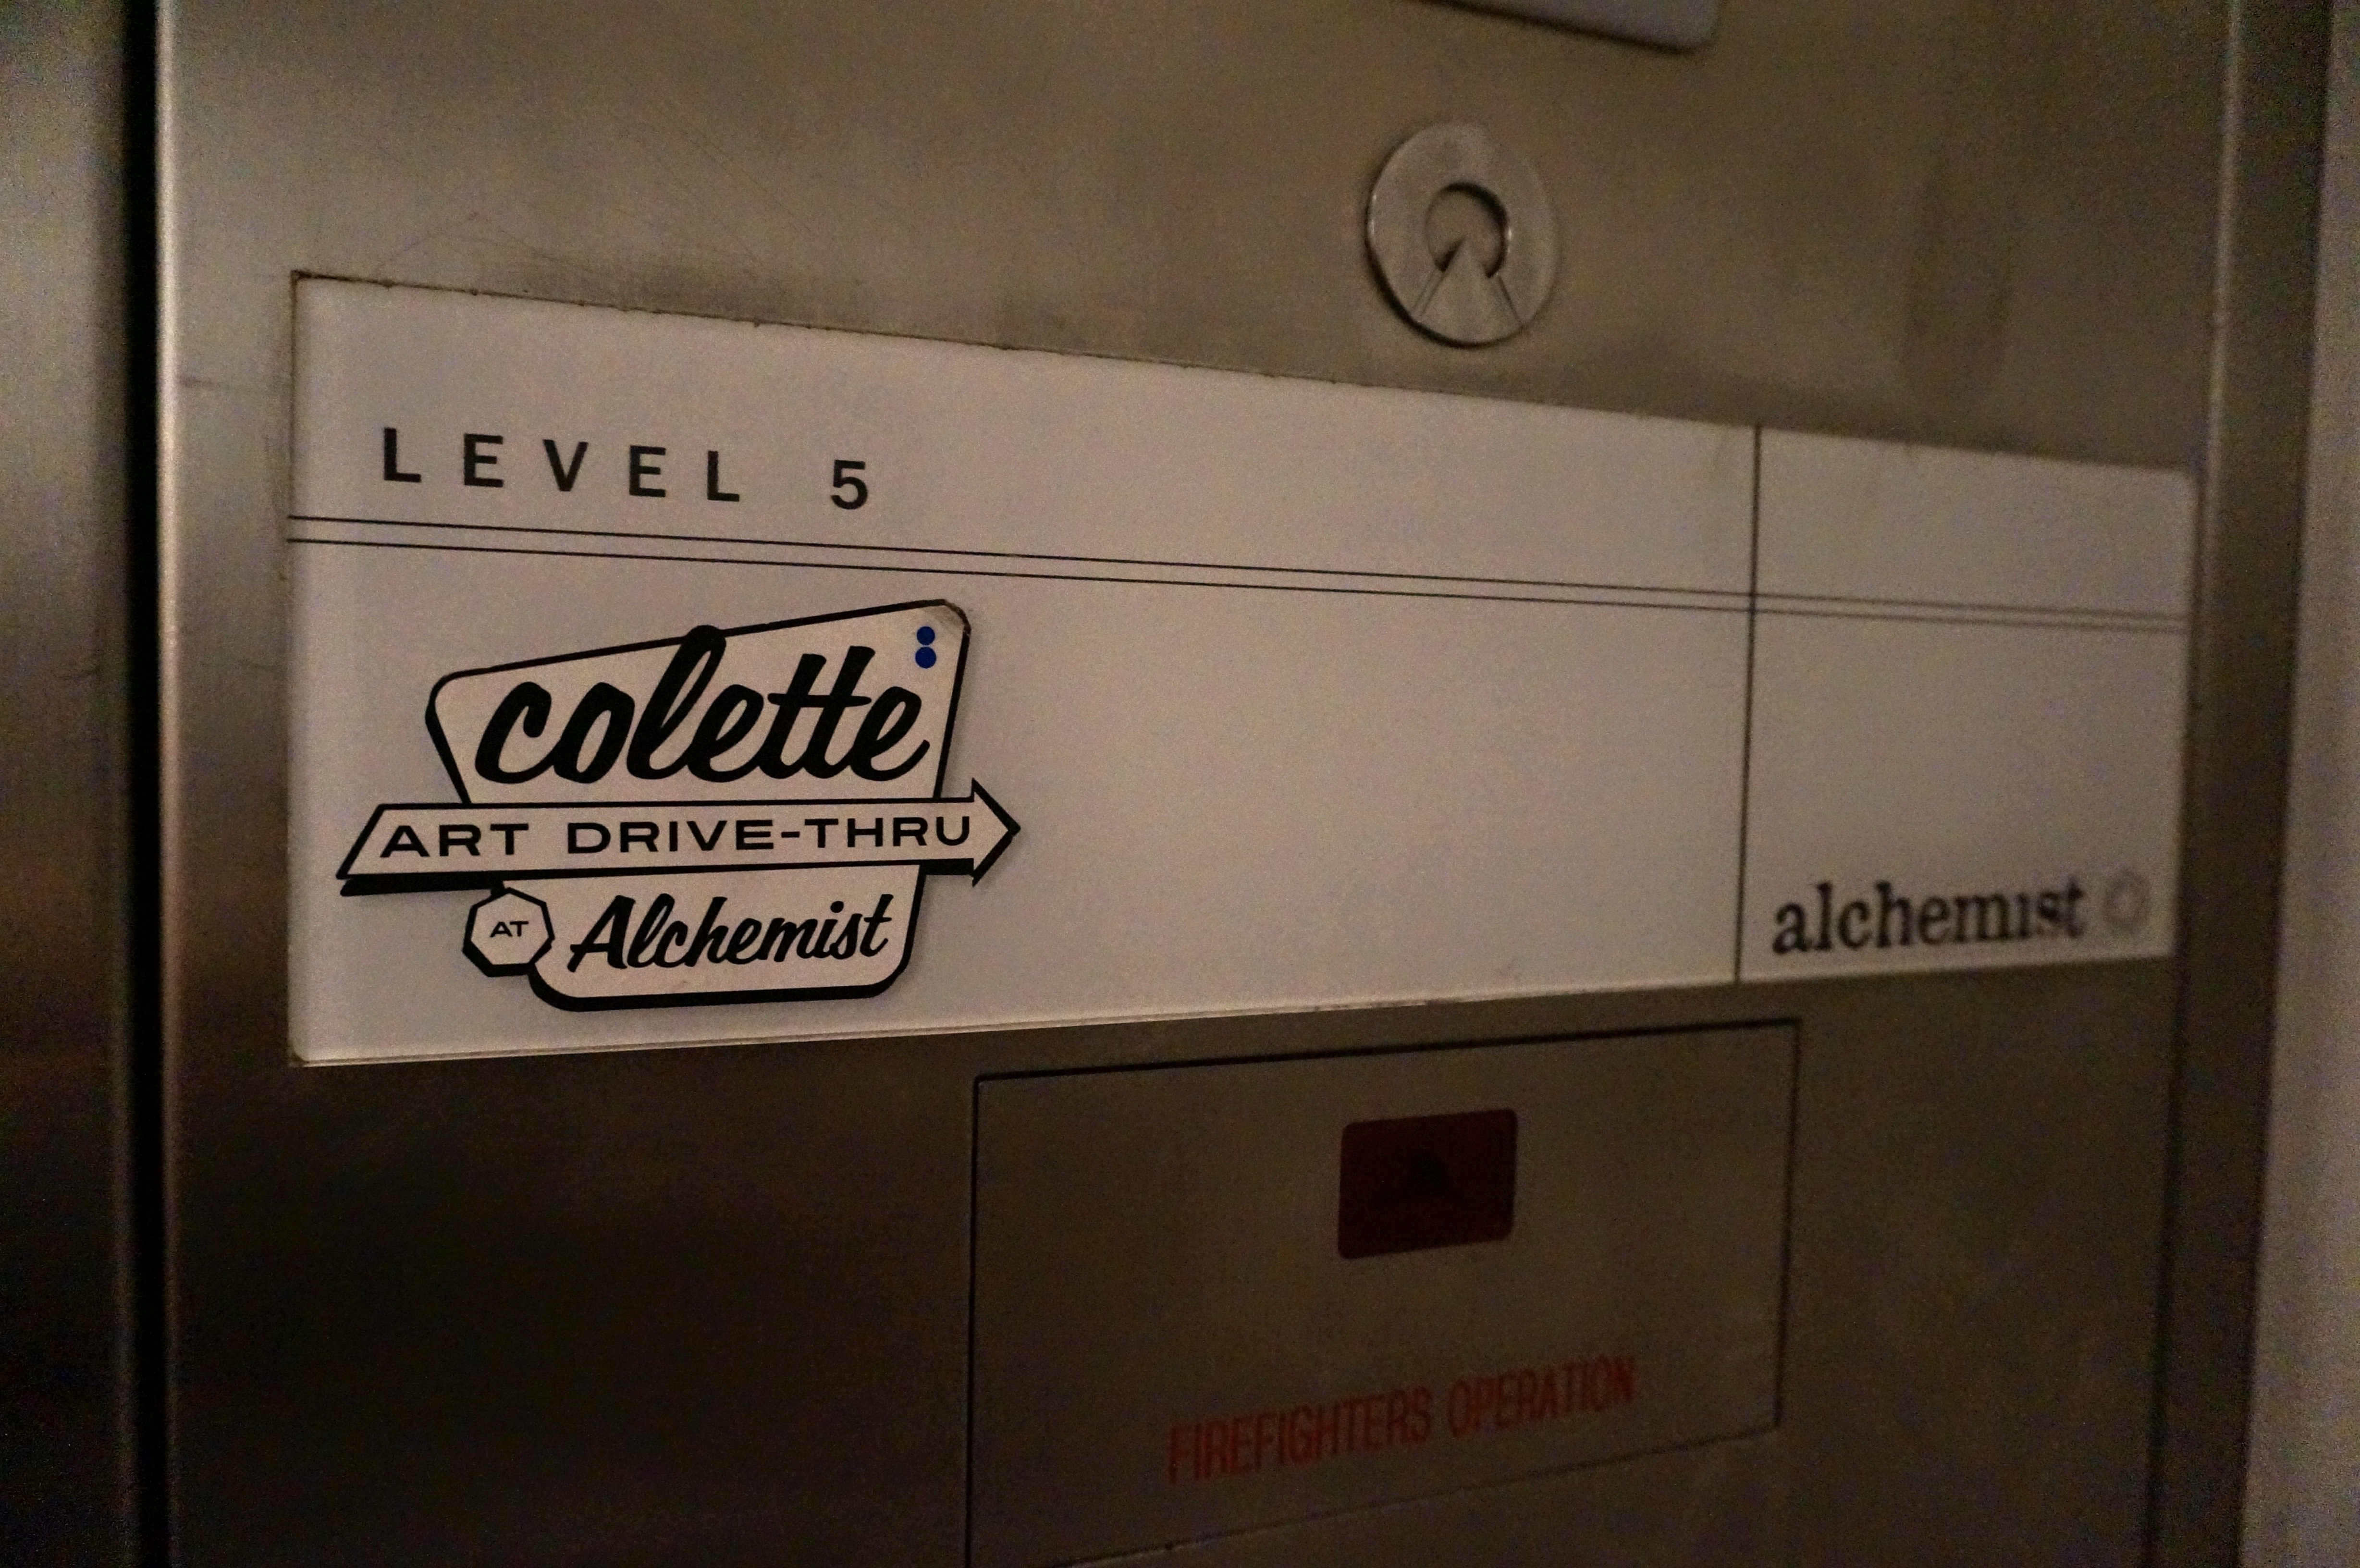 LEVEL 5
colette
ART DRIVE-THRU
AT Alchemist
alchemist
FIREFIGHTERS OPERATION